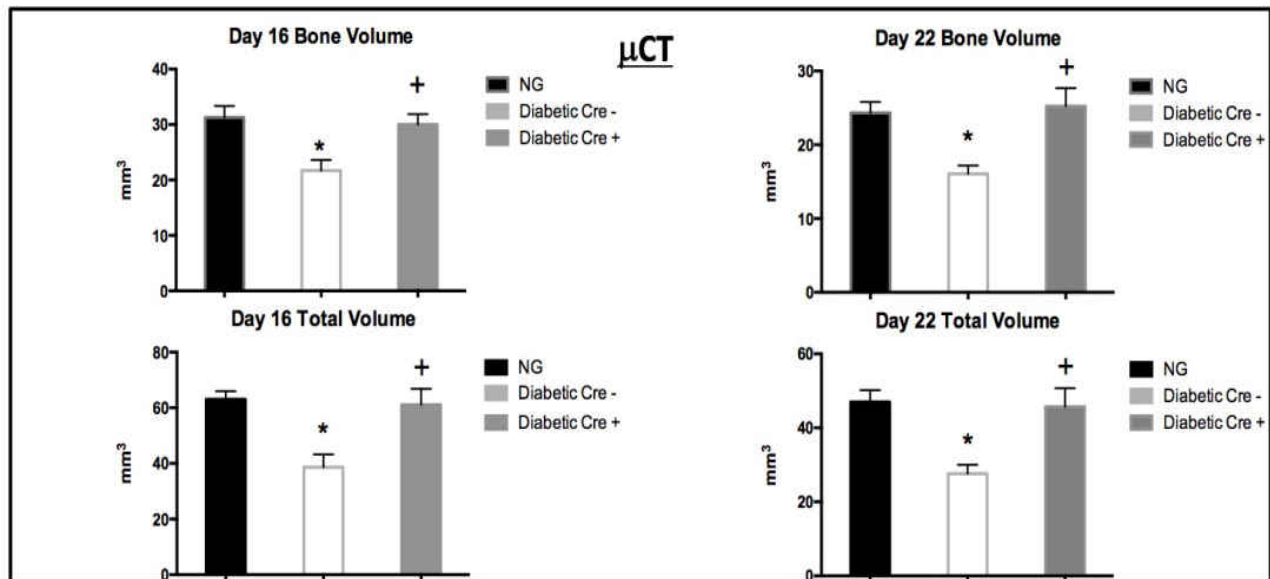 μCT
Day 16 Bone Volume
40
30
20
10
0
mm³
*
+
NG
Diabetic Cre -
Diabetic Cre +
Day 22 Bone Volume
30
20
10
0
mm³
*
+
NG
Diabetic Cre -
Diabetic Cre +
Day 16 Total Volume
80
60
40
20
0
mm³
*
+
NG
Diabetic Cre -
Diabetic Cre +
Day 22 Total Volume
60
40
20
0
mm³
*
+
NG
Diabetic Cre -
Diabetic Cre +